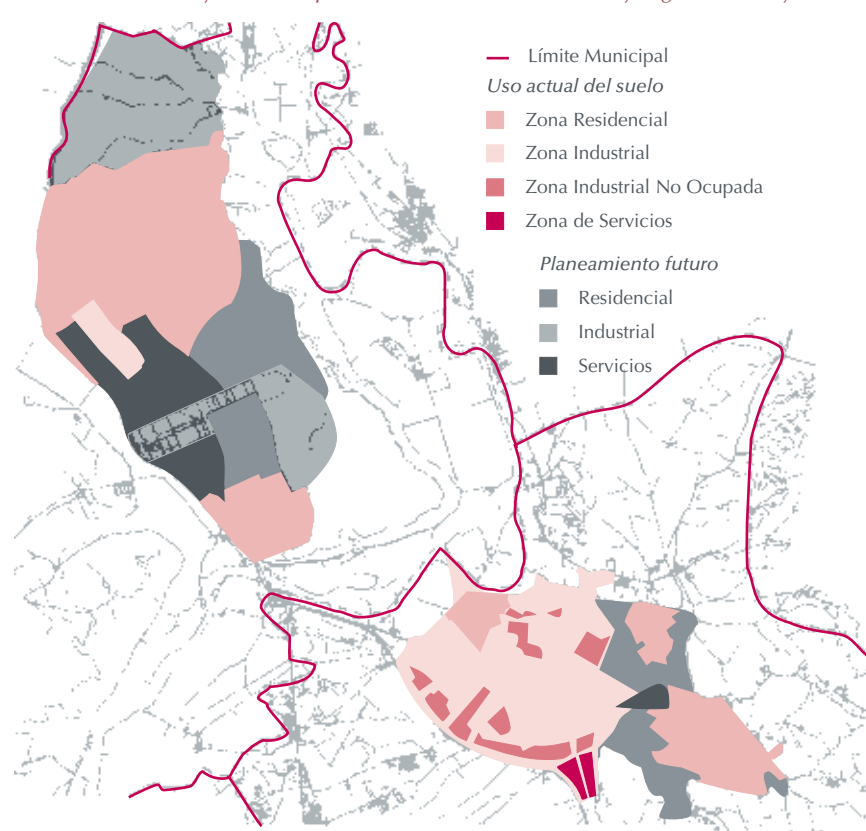 Límite Municipal
Uso actual del suelo
Zona Residencial
Zona Industrial
Zona Industrial No Ocupada
Zona de Servicios
Planeamiento futuro
Residencial
Industrial
Servicios